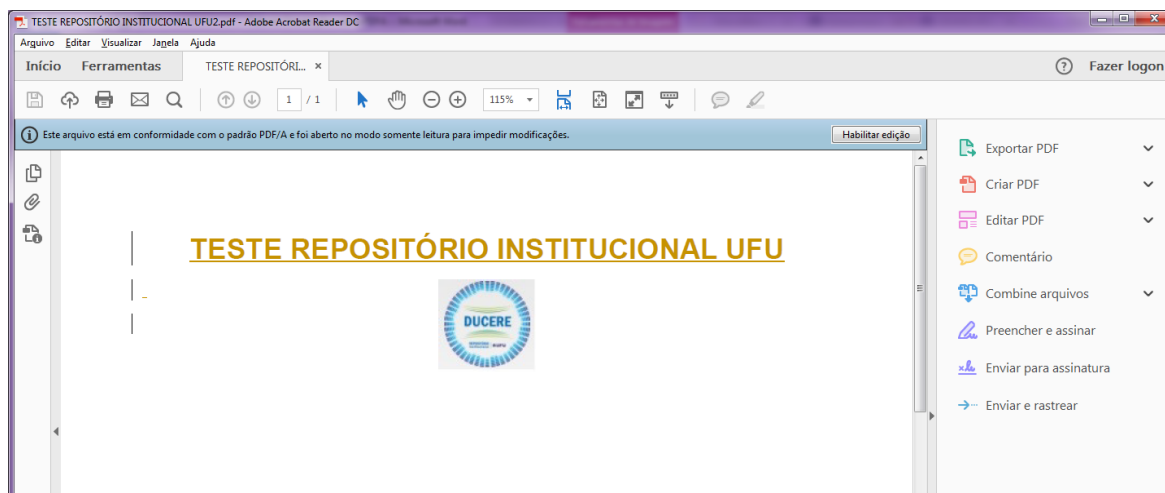 TESTE REPOSITÓRIO INSTITUCIONAL UFU2.pdf - Adobe Acrobat Reader DC
Arquivo Editar Visualizar Janela Ajuda
Início Ferramentas TESTE REPOSITÓRI... × ? Fazer logon
1 / 1 115%
Este arquivo está em conformidade com o padrão PDF/A e foi aberto no modo somente leitura para impedir modificações. Habilitar edição
Exportar PDF
Criar PDF
Editar PDF
Comentário
Combine arquivos
Preencher e assinar
Enviar para assinatura
Enviar e rastrear
TESTE REPOSITÓRIO INSTITUCIONAL UFU
DUCERE